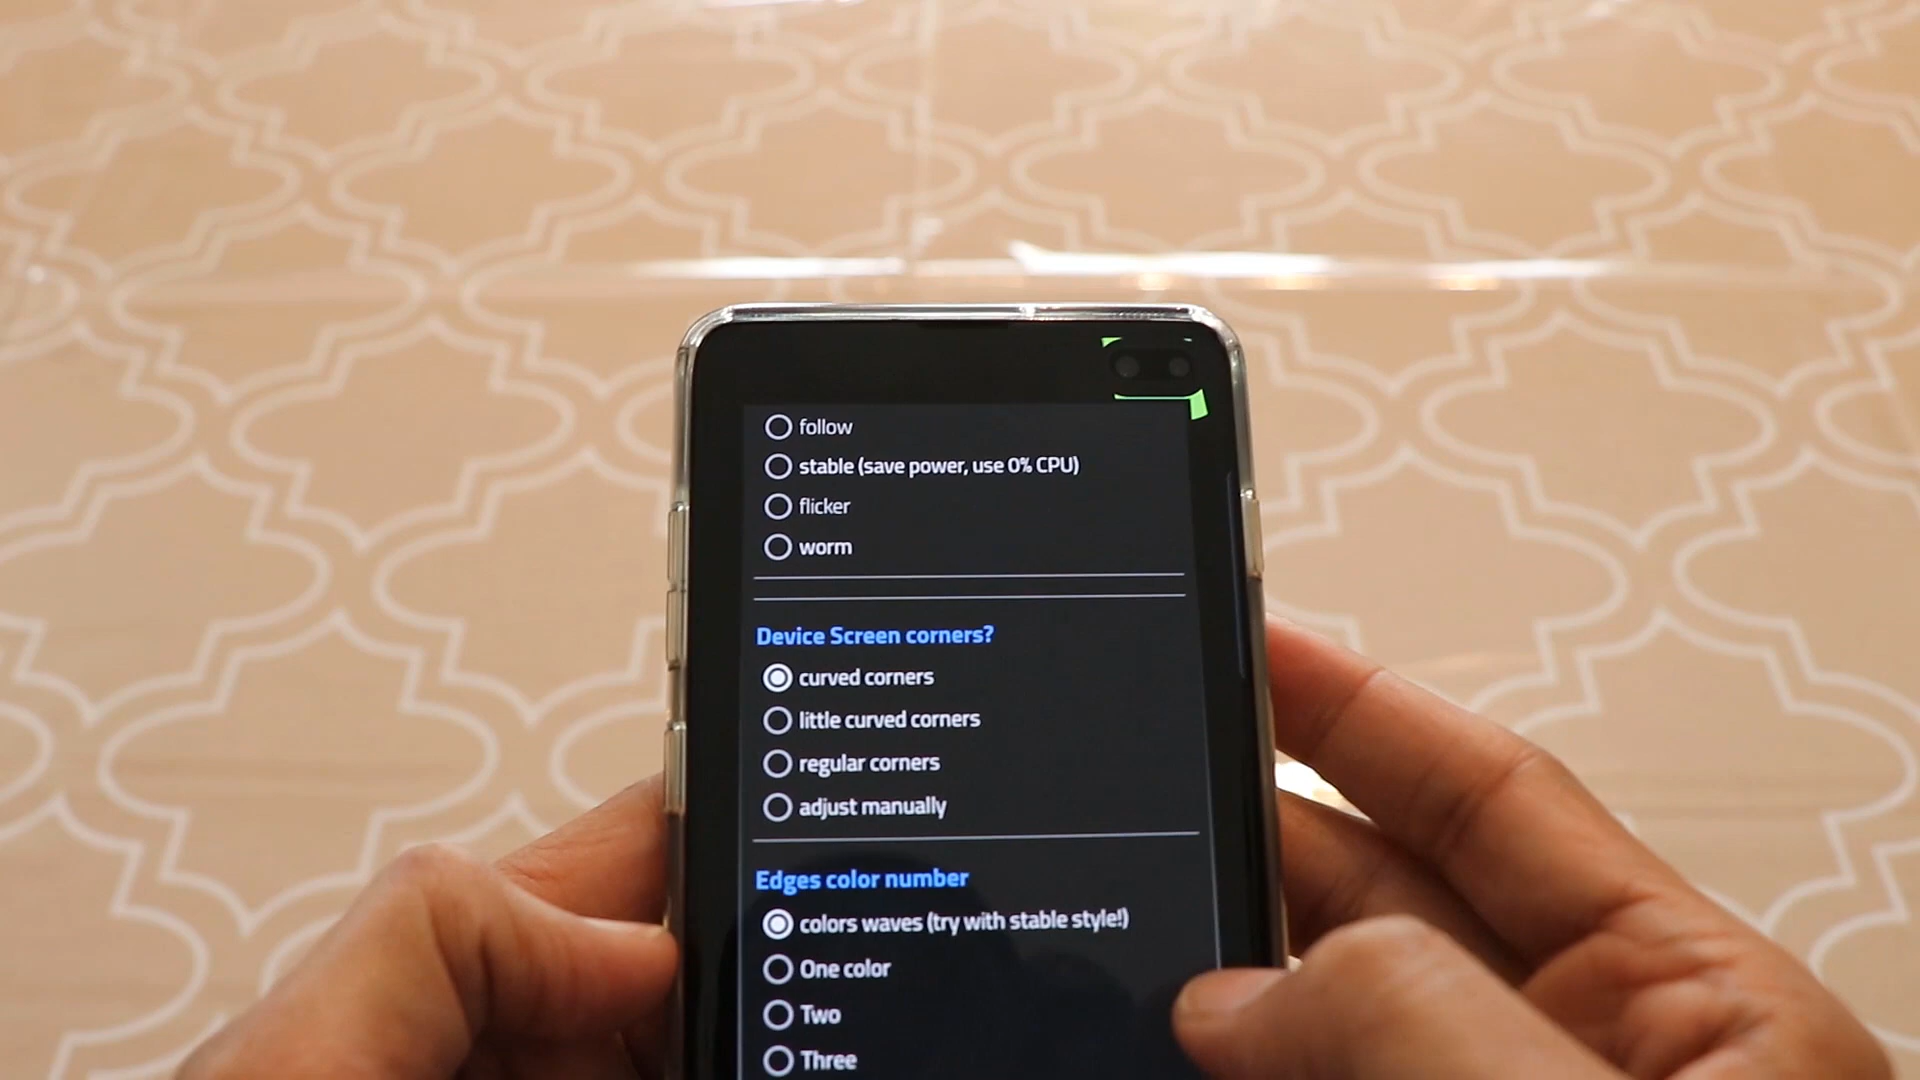 follow
stable (save power, use 0% CPU)
flicker
worm
Device Screen corners?
curved corners
little curved corners
regular corners
adjust manually
Edges color number
colors waves (try with stable style!)
One color
Two
Three